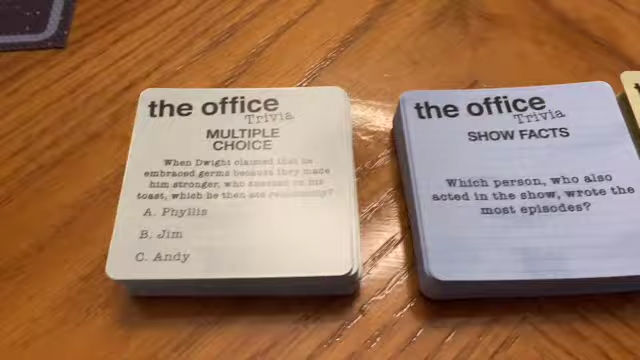 the office
Trivia
MULTIPLE
CHOICE
When Dwight claimed that he
embraced germs because they made
him stronger, who sneezed on his
toast, which he then ate
A. Phyllis
B. Jim
C. Andy
the office
Trivia
SHOW FACTS
Which person, who also
acted in the show, wrote the
most episodes?